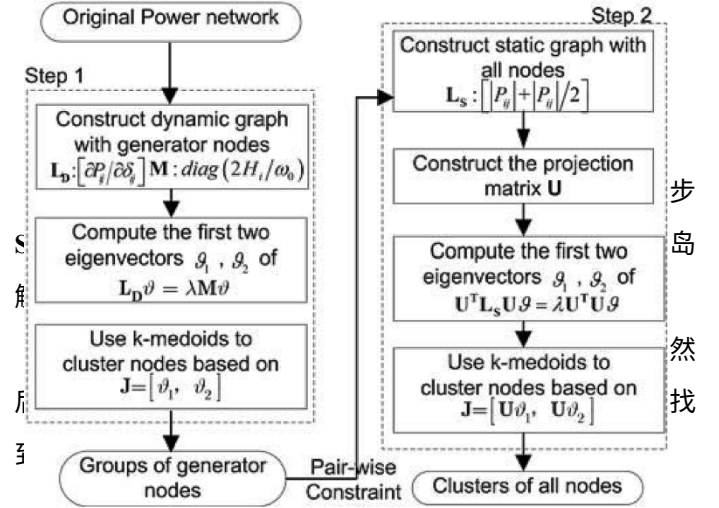 Original Power network
Step 1
Construct dynamic graph
with generator nodes
L_D:[∂P_ij/∂δ_ij] M:diag(2H_i/ω_0)
Compute the first two
eigenvectors ϑ_1 , ϑ_2 of
L_Dϑ = λMϑ
Use k-medoids to
cluster nodes based on
J=[ϑ_1, ϑ_2]
Groups of generator
nodes
Pair-wise
Constraint
Step 2
Construct static graph with
all nodes
L_S:[|P_ij|+|P_ij|/2]
Construct the projection
matrix U
Compute the first two
eigenvectors ϑ_1 , ϑ_2 of
U^TL_SUϑ = λU^TUϑ
Use k-medoids to
cluster nodes based on
J=[Uϑ_1, Uϑ_2]
Clusters of all nodes
步
岛
然
找